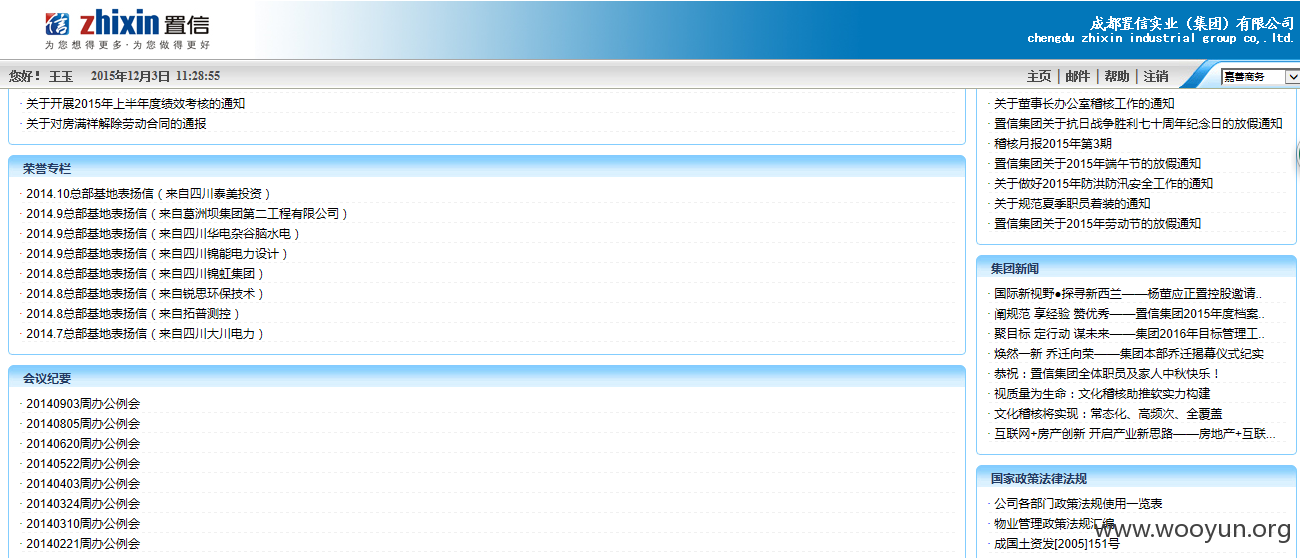 zhixin 置信
为您想得更多·为您做得更好
成都置信实业（集团）有限公司
chengdu zhixin industrial group co,. ltd.
您好！ 王玉 2015年12月3日 11:28:55
主页 | 邮件 | 帮助 | 注销
嘉善商务
· 关于开展2015年上半年度绩效考核的通知
· 关于对房满祥解除劳动合同的通报
荣誉专栏
· 2014.10总部基地表扬信（来自四川泰美投资）
· 2014.9总部基地表扬信（来自葛洲坝集团第二工程有限公司）
· 2014.9总部基地表扬信（来自四川华电杂谷脑水电）
· 2014.9总部基地表扬信（来自四川锦能电力设计）
· 2014.8总部基地表扬信（来自四川锦虹集团）
· 2014.8总部基地表扬信（来自锐思环保技术）
· 2014.8总部基地表扬信（来自拓普测控）
· 2014.7总部基地表扬信（来自四川大川电力）
会议纪要
· 20140903周办公例会
· 20140805周办公例会
· 20140620周办公例会
· 20140522周办公例会
· 20140403周办公例会
· 20140324周办公例会
· 20140310周办公例会
· 20140221周办公例会
· 关于董事长办公室稽核工作的通知
· 置信集团关于抗日战争胜利七十周年纪念日的放假通知
· 稽核月报2015年第3期
· 置信集团关于2015年端午节的放假通知
· 关于做好2015年防洪防汛安全工作的通知
· 关于规范夏季职员着装的通知
· 置信集团关于2015年劳动节的放假通知
集团新闻
· 国际新视野●探寻新西兰——杨董应正置控股邀请..
· 阐规范 享经验 赞优秀——置信集团2015年度档案..
· 聚目标 定行动 谋未来——集团2016年目标管理工..
· 焕然一新 乔迁向荣——集团本部乔迁揭幕仪式纪实
· 恭祝：置信集团全体职员及家人中秋快乐！
· 视质量为生命：文化稽核助推软实力构建
· 文化稽核将实现：常态化、高频次、全覆盖
· 互联网+房产创新 开启产业新思路——房地产+互联...
国家政策法律法规
· 公司各部门政策法规使用一览表
· 物业管理政策法规汇编
· 成国土资发[2005]151号
www.wooyun.org